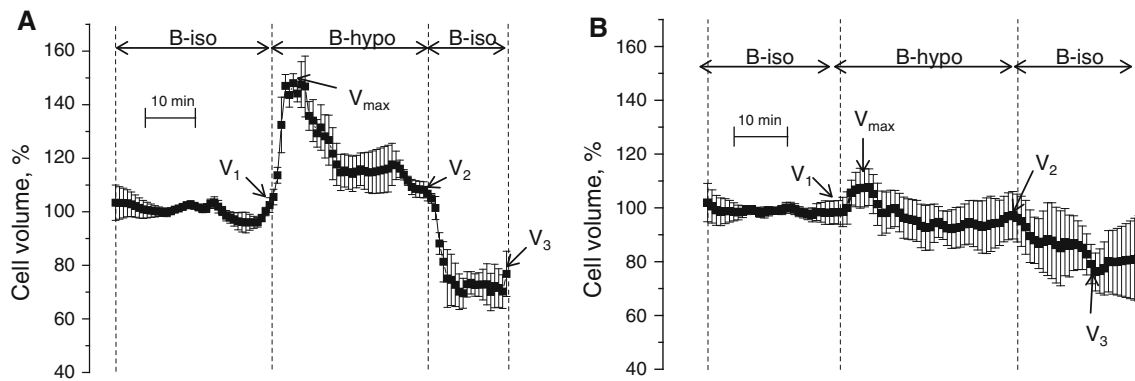 A
B-iso
B-hypo
B-iso
160
140
120
100
80
60
40
Cell volume, %
10 min
V1
Vmax
V2
V3
B
B-iso
B-hypo
B-iso
160
140
120
100
80
60
40
Cell volume, %
10 min
V1
Vmax
V2
V3